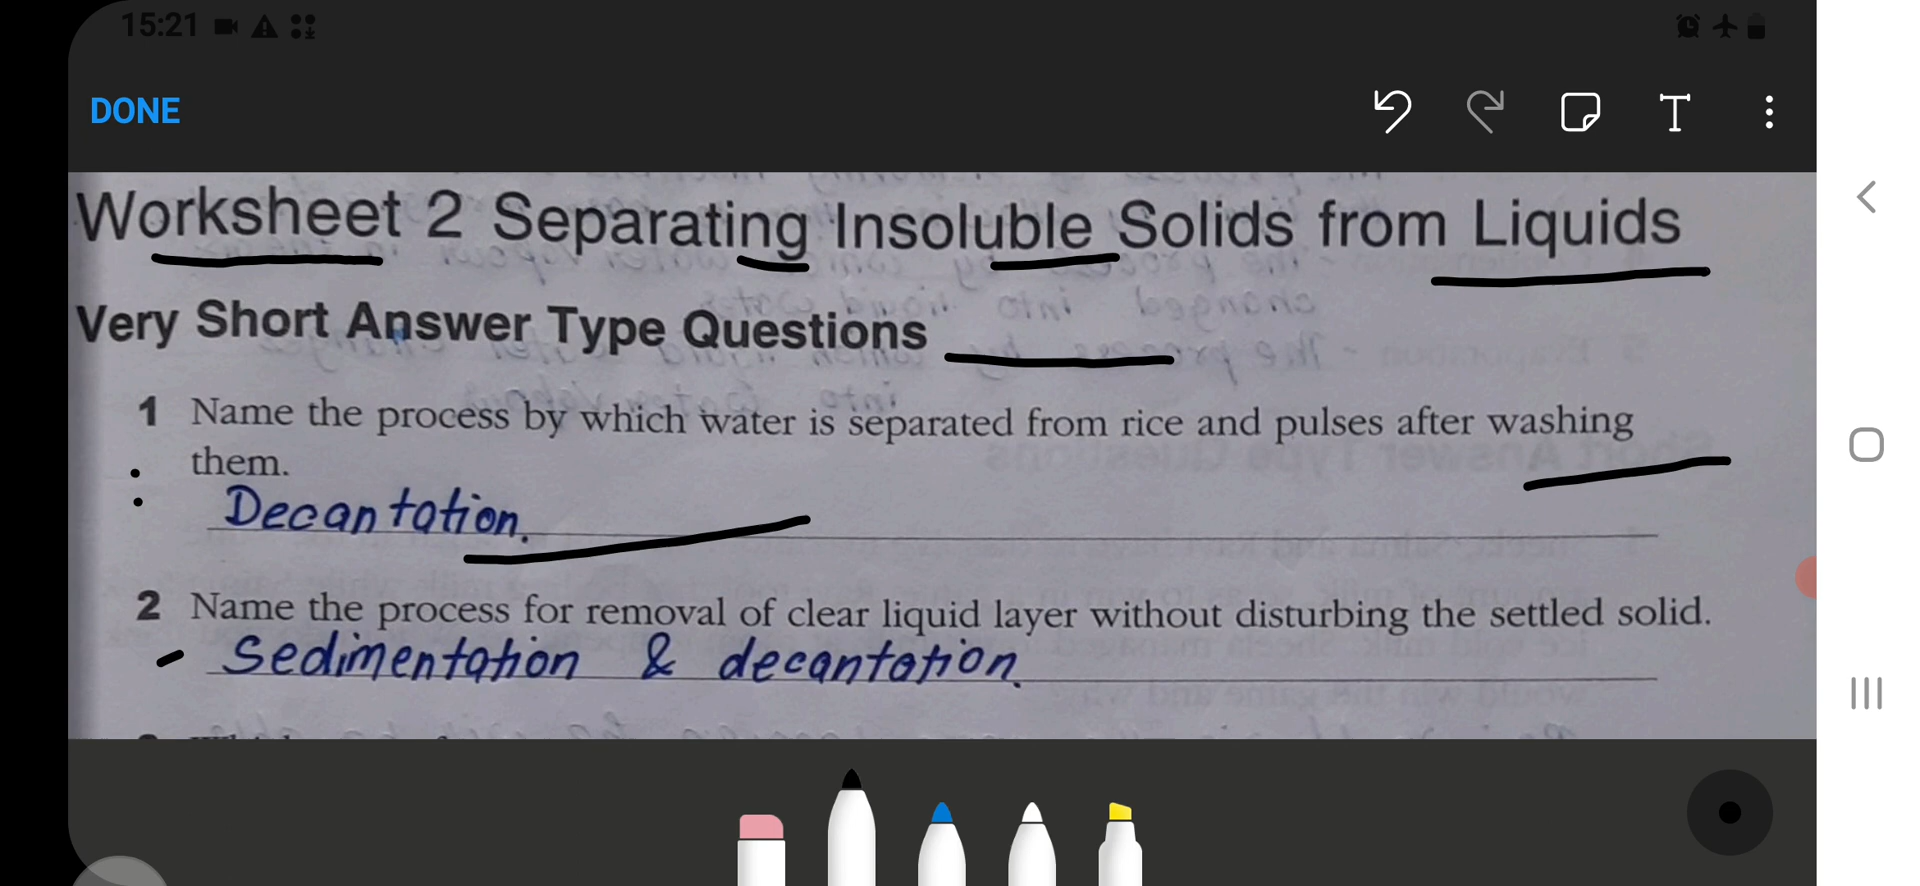 15:21
DONE
T
Worksheet 2 Separating Insoluble Solids from Liquids
Very Short Answer Type Questions
1 Name the process by which water is separated from rice and pulses after washing
them.
Decantation.
2 Name the process for removal of clear liquid layer without disturbing the settled solid.
Sedimentation & decantation.